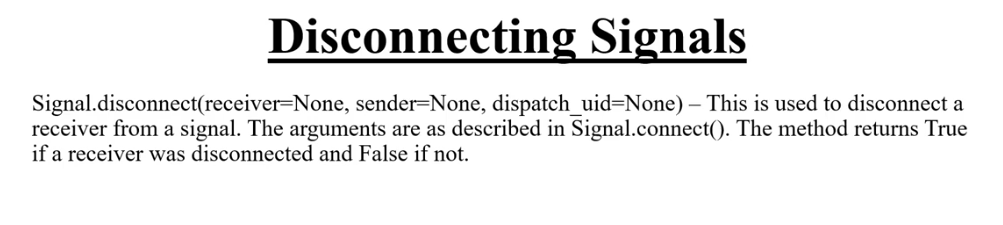 Disconnecting Signals
Signal.disconnect(receiver=None, sender=None, dispatch_uid=None) – This is used to disconnect a
receiver from a signal. The arguments are as described in Signal.connect(). The method returns True
if a receiver was disconnected and False if not.